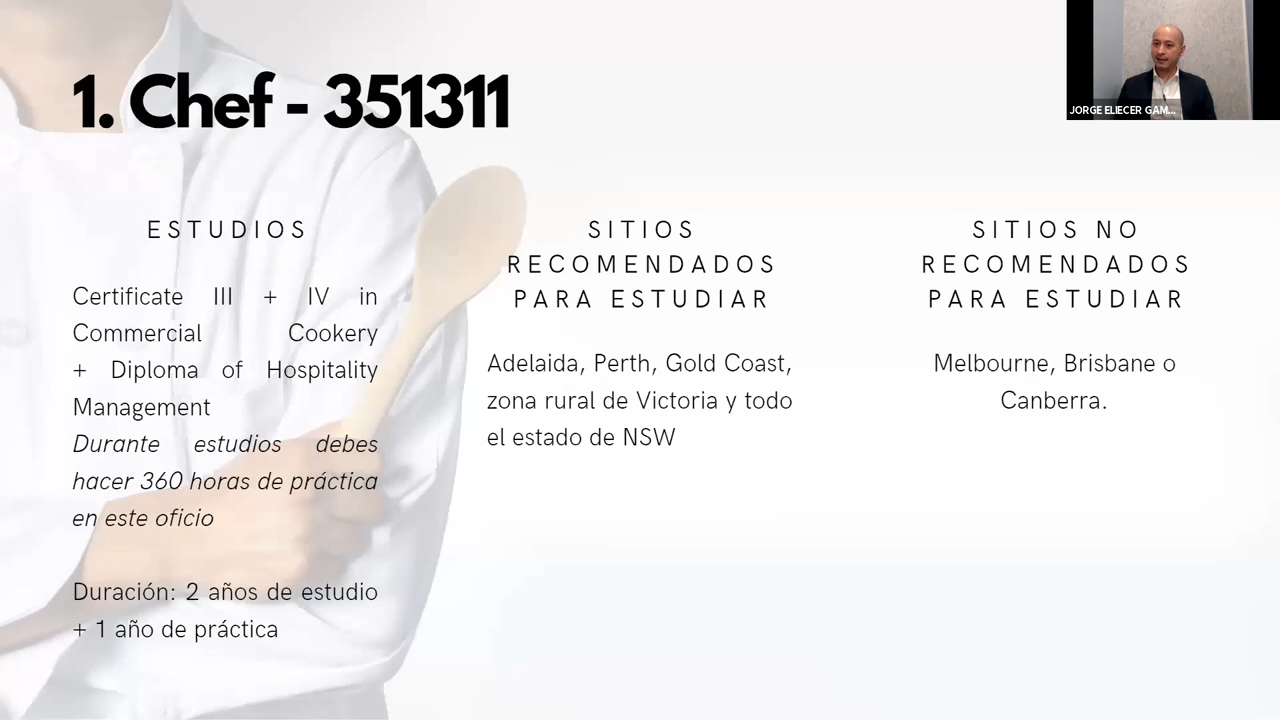 1. Chef - 351311
JORGE ELIECER GAM...
ESTUDIOS
Certificate III + IV in
Commercial Cookery
+ Diploma of Hospitality
Management
Durante estudios debes
hacer 360 horas de práctica
en este oficio
Duración: 2 años de estudio
+ 1 año de práctica
SITIOS
RECOMENDADOS
PARA ESTUDIAR
Adelaida, Perth, Gold Coast,
zona rural de Victoria y todo
el estado de NSW
SITIOS NO
RECOMENDADOS
PARA ESTUDIAR
Melbourne, Brisbane o
Canberra.